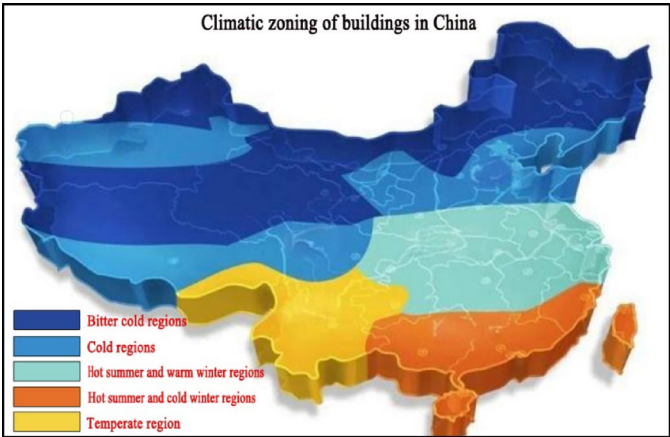 Climatic zoning of buildings in China
Bitter cold regions
Cold regions
Hot summer and warm winter regions
Hot summer and cold winter regions
Temperate region